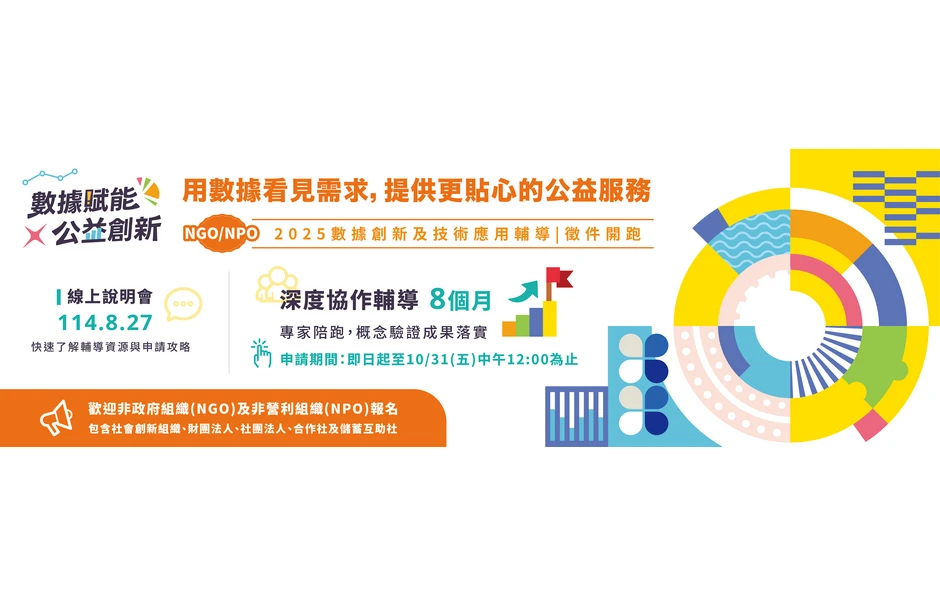 數據賦能
公益創新
用數據看見需求，提供更貼心的公益服務
NGO/NPO
2025數據創新及技術應用輔導|徵件開跑
線上說明會
114.8.27
快速了解輔導資源與申請攻略
深度協作輔導 8個月
專家陪跑，概念驗證成果落實
申請期間：即日起至10/31(五)中午12:00為止
歡迎非政府組織(NGO)及非營利組織(NPO)報名
包含社會創新組織、財團法人、社團法人、合作社及儲蓄互助社